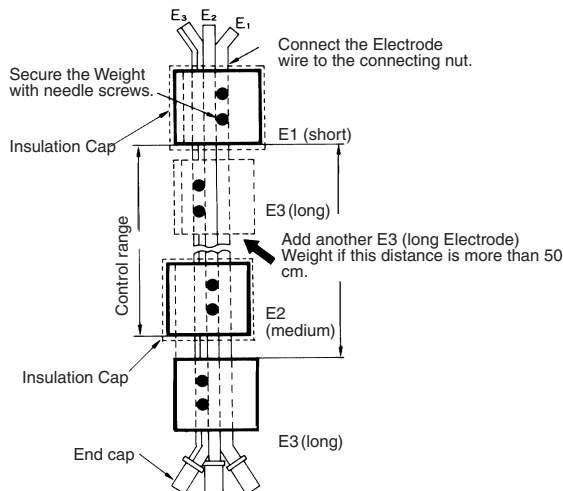 E3 E2 E1
Connect the Electrode
wire to the connecting nut.
Secure the Weight
with needle screws.
Insulation Cap
E1 (short)
E3 (long)
Control range
Add another E3 (long Electrode)
Weight if this distance is more than 50
cm.
E2
(medium)
Insulation Cap
E3 (long)
End cap